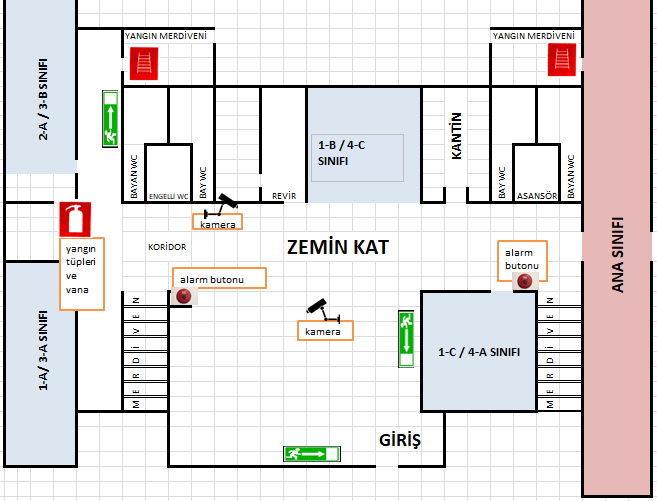 YANGIN MERDİVENİ
YANGIN MERDİVENİ
2-A / 3-B SINIFI
1-B / 4-C
SINIFI
KANTİN
BAYAN WC
ENGELLİ WC
BAY WC
REVİR
BAY WC
ASANSÖR
BAYAN WC
kamera
yangın
tüpleri
ve
vana
KORİDOR
ZEMİN KAT
alarm
butonu
ANA SINIFI
alarm butonu
kamera
1-A/ 3-A SINIFI
MERDİVEN
1-C / 4-A SINIFI
MERDİVEN
GİRİŞ